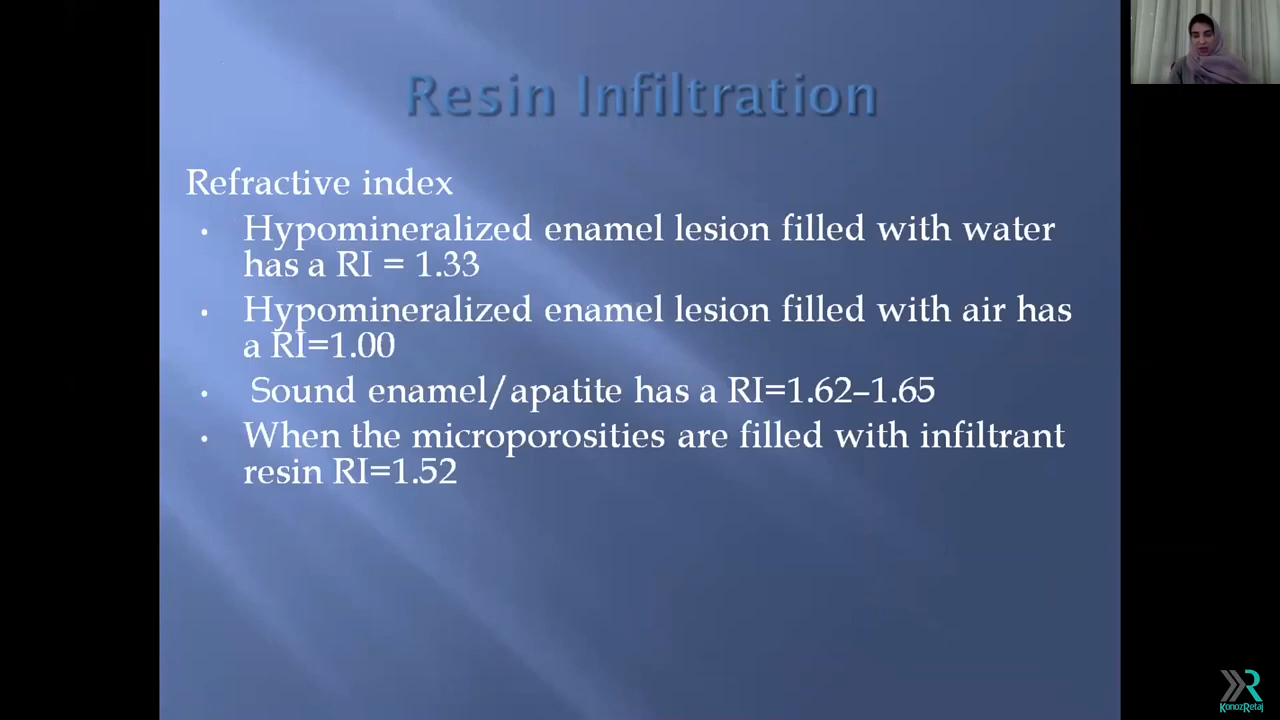 Resin Infiltration
Refractive index
• Hypomineralized enamel lesion filled with water
has a RI = 1.33
• Hypomineralized enamel lesion filled with air has
a RI=1.00
• Sound enamel/apatite has a RI=1.62–1.65
• When the microporosities are filled with infiltrant
resin RI=1.52
KonozRetaj